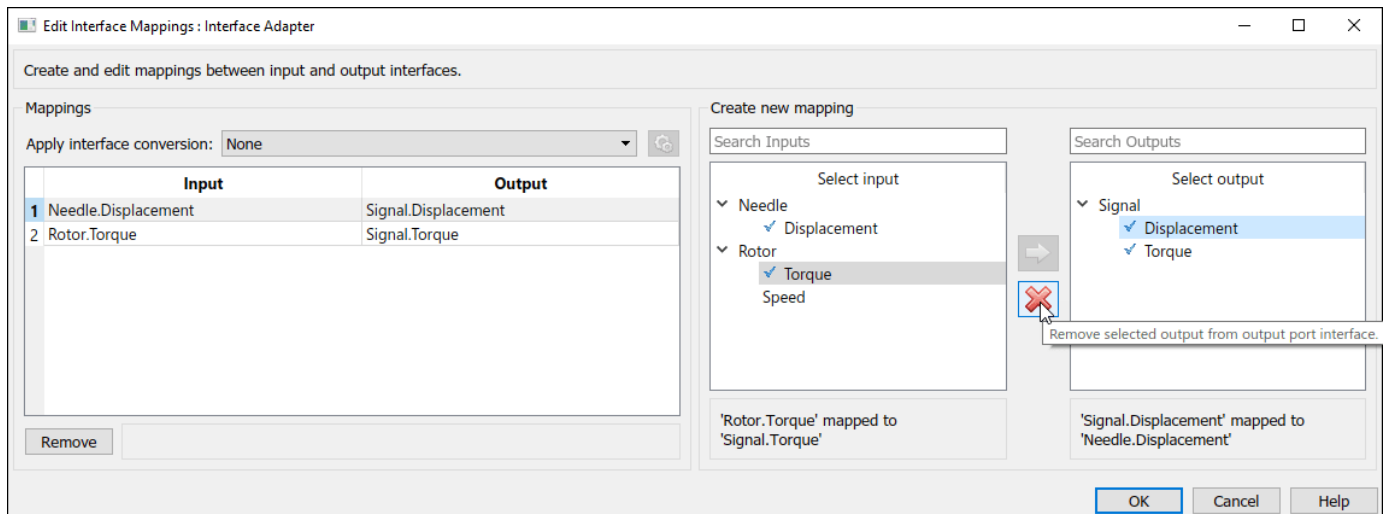 Edit Interface Mappings : Interface Adapter
Create and edit mappings between input and output interfaces.
Mappings
Apply interface conversion: None
Input Output
1 Needle.Displacement Signal.Displacement
2 Rotor.Torque Signal.Torque
Remove
Create new mapping
Search Inputs
Select input
Needle
Displacement
Rotor
Torque
Speed
'Rotor.Torque' mapped to
'Signal.Torque'
Search Outputs
Select output
Signal
Displacement
Torque
Remove selected output from output port interface.
'Signal.Displacement' mapped to
'Needle.Displacement'
OK Cancel Help